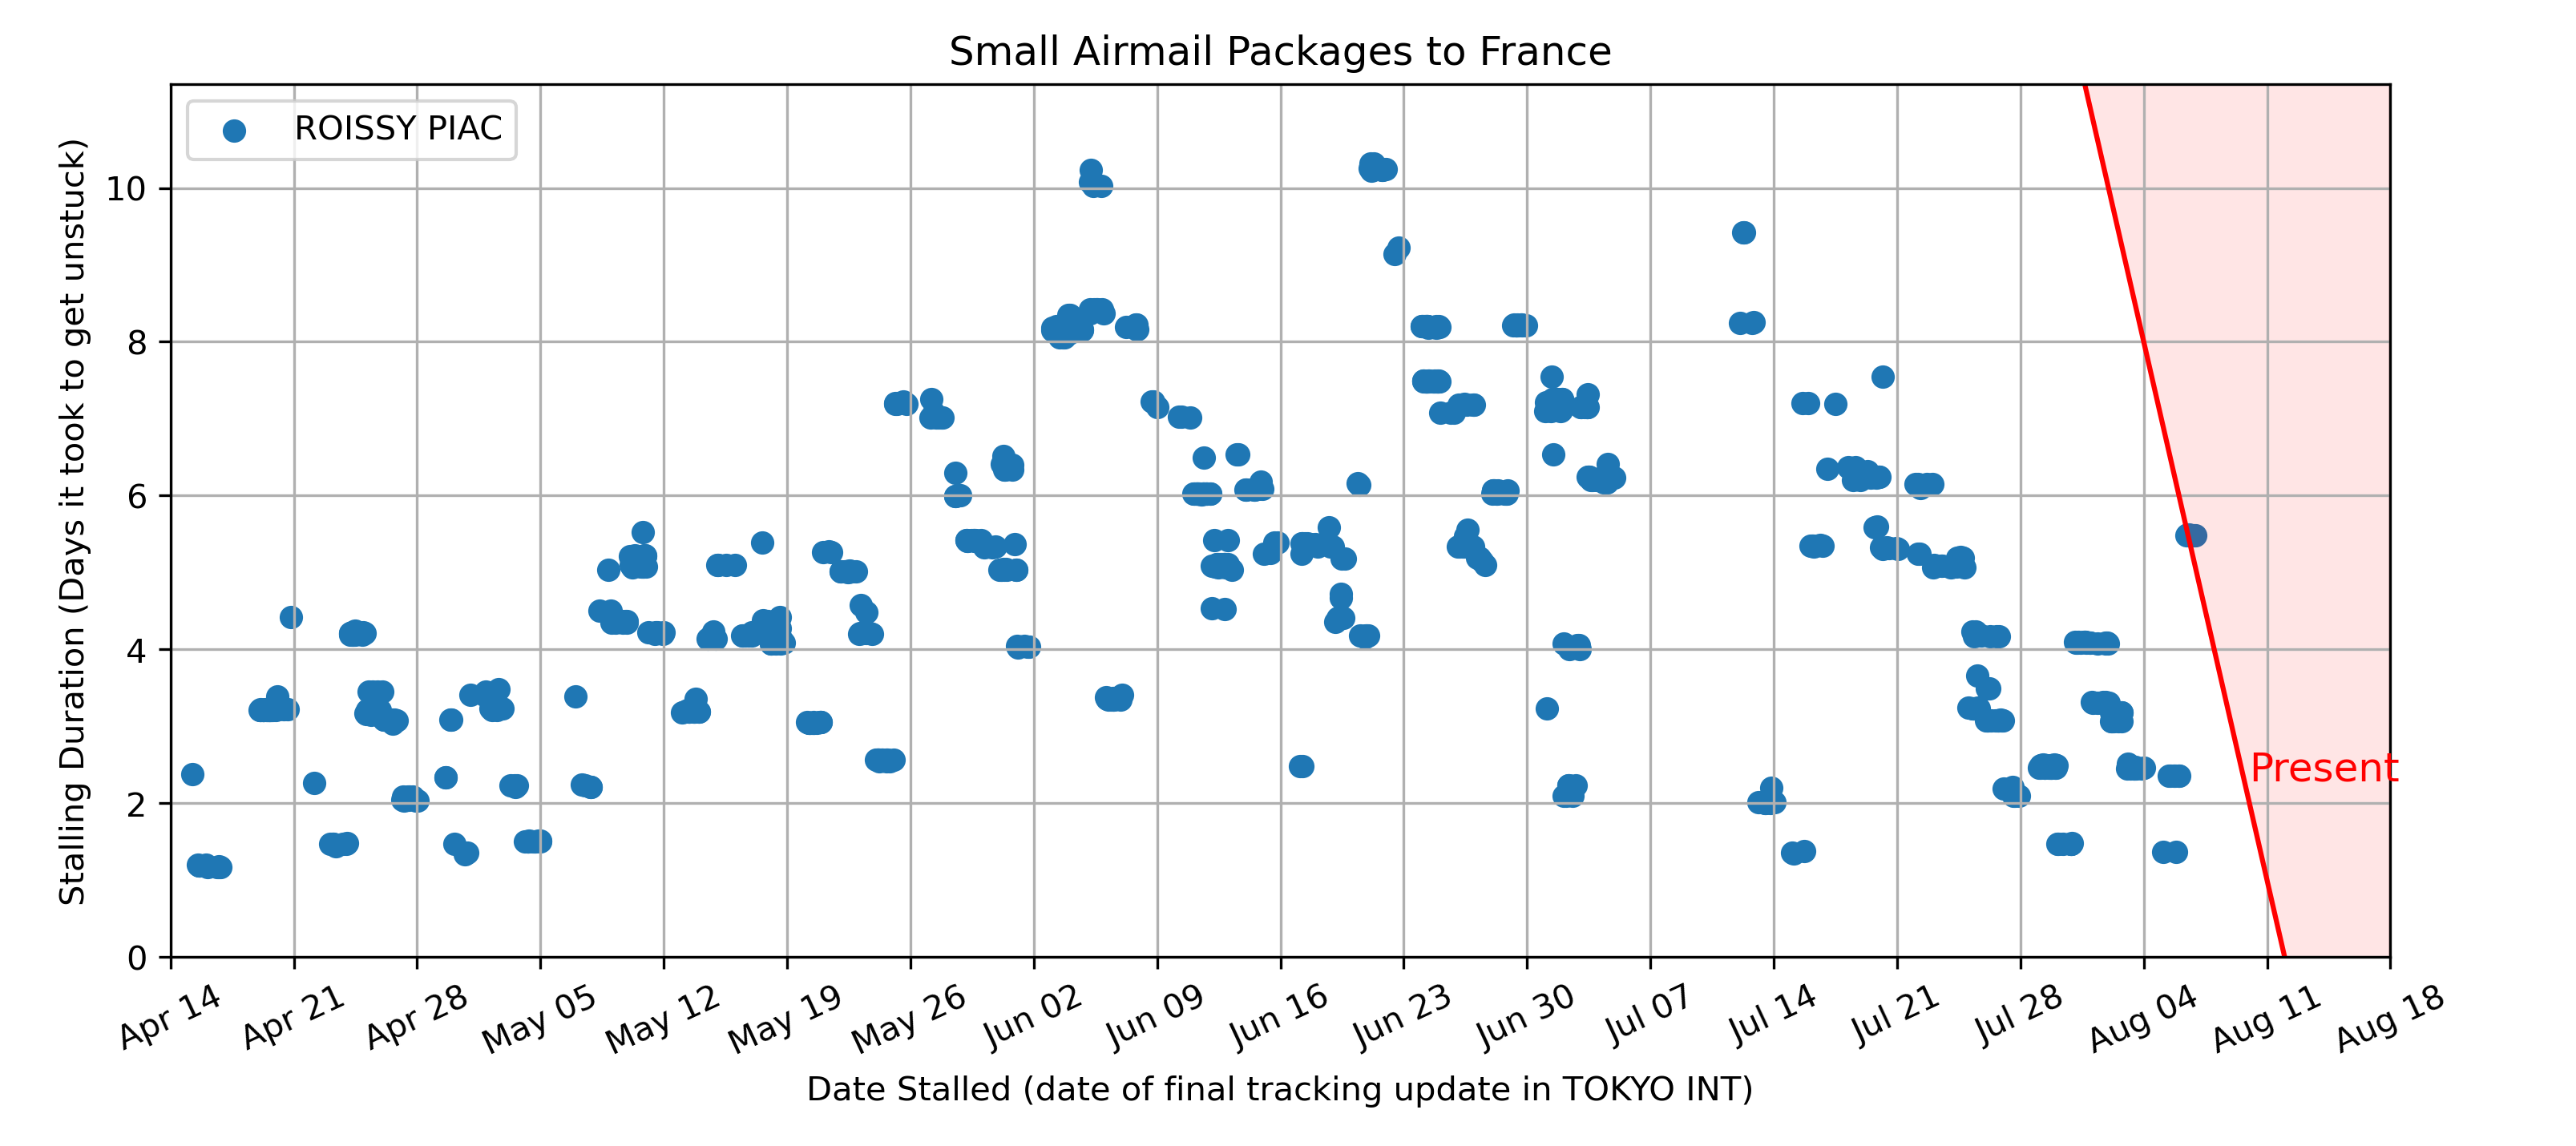 Small Airmail Packages to France
ROISSY PIAC
Stalling Duration (Days it took to get unstuck)
10
8
6
4
2
0
Present
Apr 14
Apr 21
Apr 28
May 05
May 12
May 19
May 26
Jun 02
Jun 09
Jun 16
Jun 23
Jun 30
Jul 07
Jul 14
Jul 21
Jul 28
Aug 04
Aug 11
Aug 18
Date Stalled (date of final tracking update in TOKYO INT)